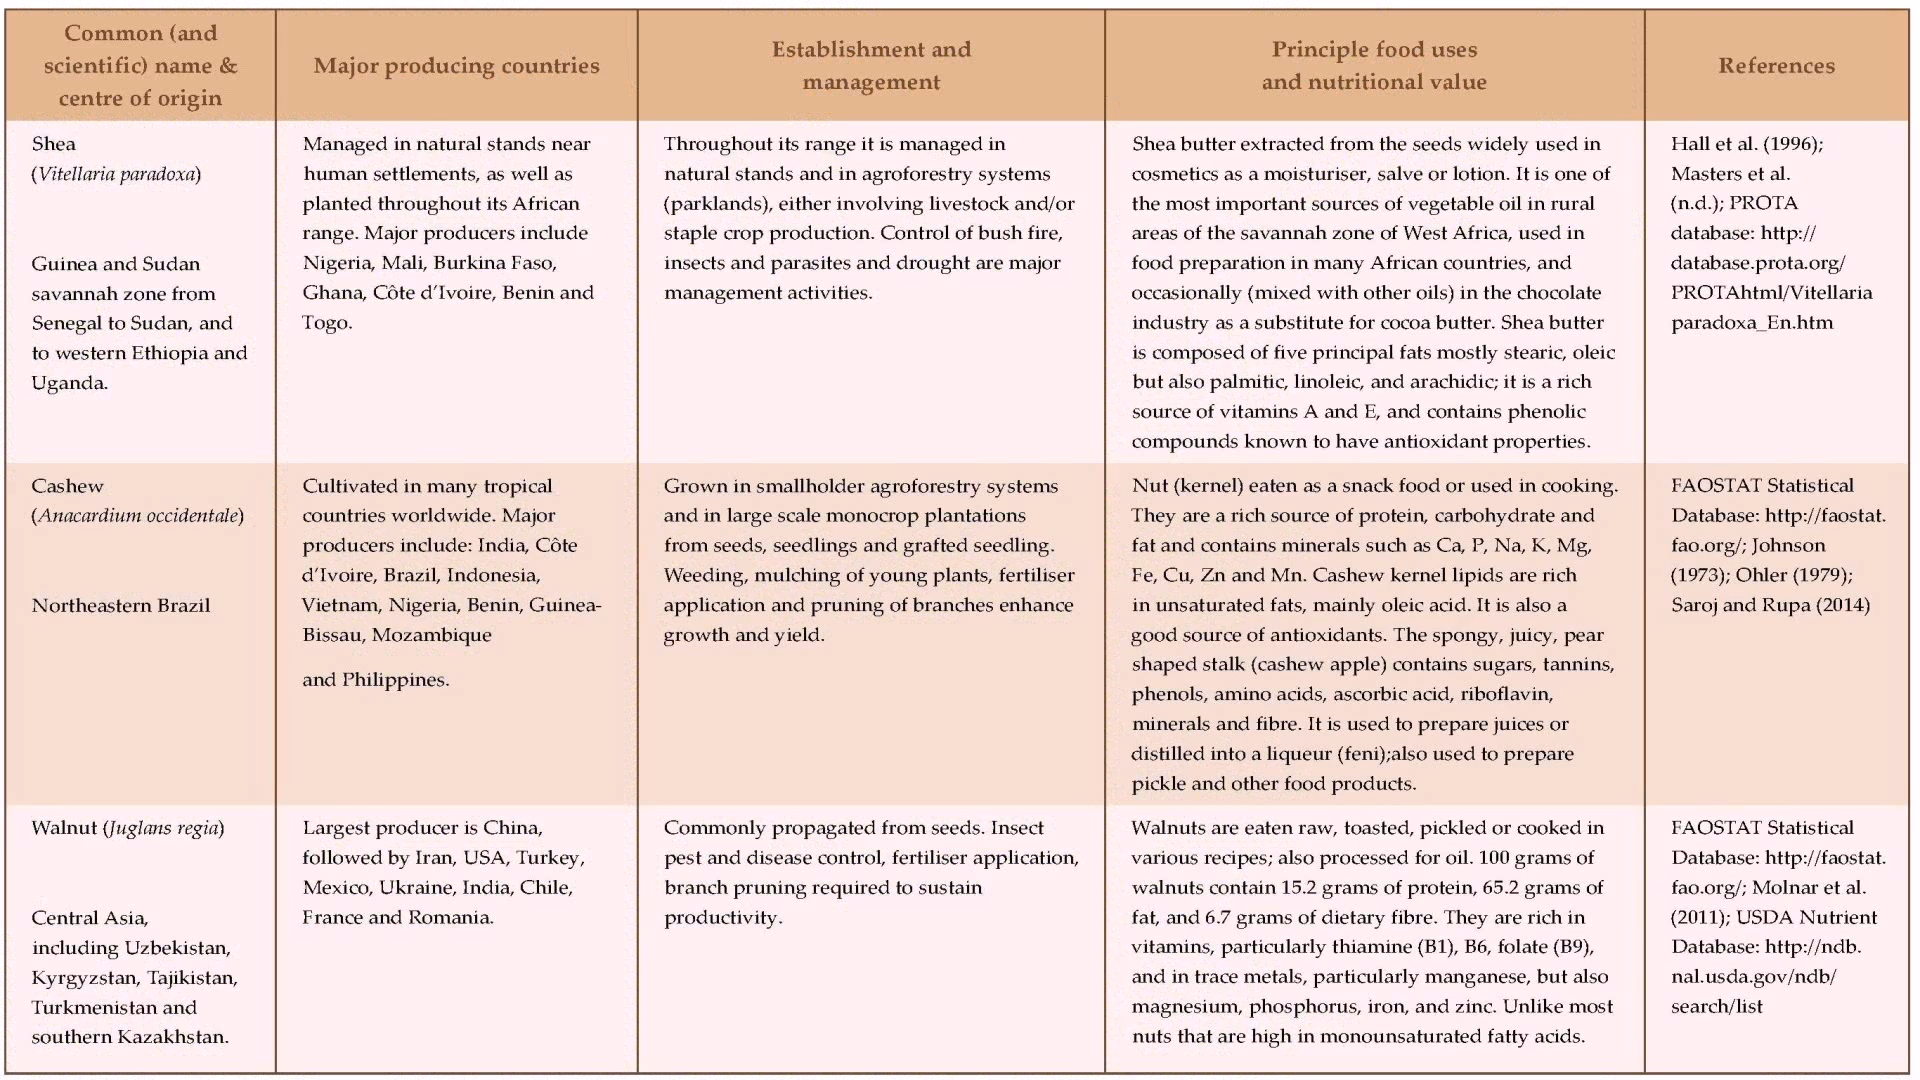 Common (and
scientific) name &
centre of origin
Major producing countries
Establishment and
management
Principle food uses
and nutritional value
References
Shea
(Vitellaria paradoxa)
Guinea and Sudan
savannah zone from
Senegal to Sudan, and
to western Ethiopia and
Uganda.
Managed in natural stands near
human settlements, as well as
planted throughout its African
range. Major producers include
Nigeria, Mali, Burkina Faso,
Ghana, Côte d’Ivoire, Benin and
Togo.
Throughout its range it is managed in
natural stands and in agroforestry systems
(parklands), either involving livestock and/or
staple crop production. Control of bush fire,
insects and parasites and drought are major
management activities.
Shea butter extracted from the seeds widely used in
cosmetics as a moisturiser, salve or lotion. It is one of
the most important sources of vegetable oil in rural
areas of the savannah zone of West Africa, used in
food preparation in many African countries, and
occasionally (mixed with other oils) in the chocolate
industry as a substitute for cocoa butter. Shea butter
is composed of five principal fats mostly stearic, oleic
but also palmitic, linoleic, and arachidic; it is a rich
source of vitamins A and E, and contains phenolic
compounds known to have antioxidant properties.
Hall et al. (1996);
Masters et al.
(n.d.); PROTA
database: http://
database.prota.org/
PROTAhtml/Vitellaria
paradoxa_En.htm
Cashew
(Anacardium occidentale)
Northeastern Brazil
Cultivated in many tropical
countries worldwide. Major
producers include: India, Côte
d’Ivoire, Brazil, Indonesia,
Vietnam, Nigeria, Benin, Guinea-
Bissau, Mozambique
and Philippines.
Grown in smallholder agroforestry systems
and in large scale monocrop plantations
from seeds, seedlings and grafted seedling.
Weeding, mulching of young plants, fertiliser
application and pruning of branches enhance
growth and yield.
Nut (kernel) eaten as a snack food or used in cooking.
They are a rich source of protein, carbohydrate and
fat and contains minerals such as Ca, P, Na, K, Mg,
Fe, Cu, Zn and Mn. Cashew kernel lipids are rich
in unsaturated fats, mainly oleic acid. It is also a
good source of antioxidants. The spongy, juicy, pear
shaped stalk (cashew apple) contains sugars, tannins,
phenols, amino acids, ascorbic acid, riboflavin,
minerals and fibre. It is used to prepare juices or
distilled into a liqueur (feni);also used to prepare
pickle and other food products.
FAOSTAT Statistical
Database: http://faostat.
fao.org/; Johnson
(1973); Ohler (1979);
Saroj and Rupa (2014)
Walnut (Juglans regia)
Central Asia,
including Uzbekistan,
Kyrgyzstan, Tajikistan,
Turkmenistan and
southern Kazakhstan.
Largest producer is China,
followed by Iran, USA, Turkey,
Mexico, Ukraine, India, Chile,
France and Romania.
Commonly propagated from seeds. Insect
pest and disease control, fertiliser application,
branch pruning required to sustain
productivity.
Walnuts are eaten raw, toasted, pickled or cooked in
various recipes; also processed for oil. 100 grams of
walnuts contain 15.2 grams of protein, 65.2 grams of
fat, and 6.7 grams of dietary fibre. They are rich in
vitamins, particularly thiamine (B1), B6, folate (B9),
and in trace metals, particularly manganese, but also
magnesium, phosphorus, iron, and zinc. Unlike most
nuts that are high in monounsaturated fatty acids.
FAOSTAT Statistical
Database: http://faostat.
fao.org/; Molnar et al.
(2011); USDA Nutrient
Database: http://ndb.
nal.usda.gov/ndb/
search/list